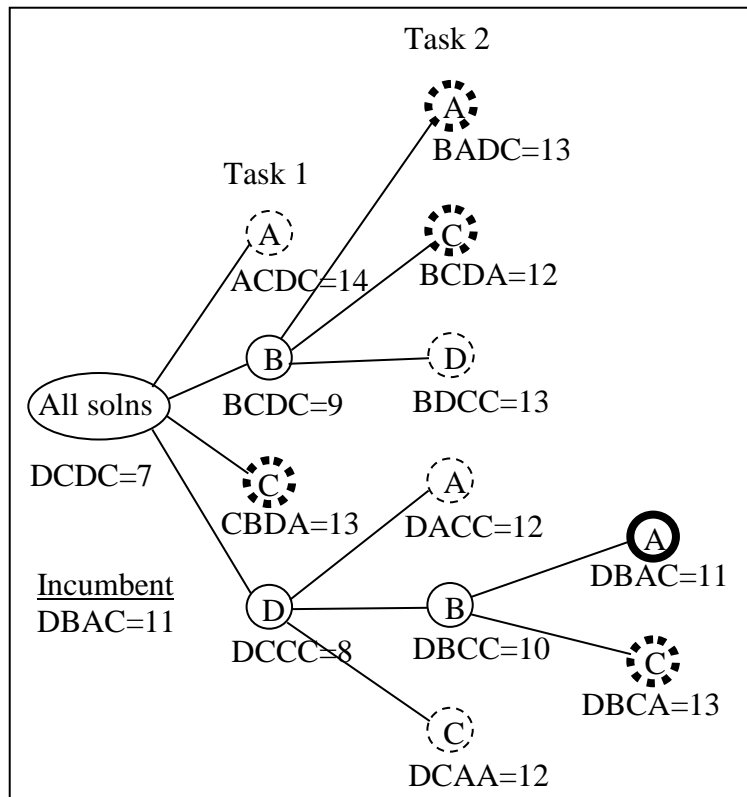 Task 2
A
BADC=13
Task 1
A
C
ACDC=14
BCDA=12
B
D
All solns
BCDC=9
BDCC=13
DCDC=7
C
A
CBDA=13
DACC=12
A
Incumbent
DBAC=11
DBAC=11
D
B
DCCC=8
DBCC=10
C
DBCA=13
C
DCAA=12